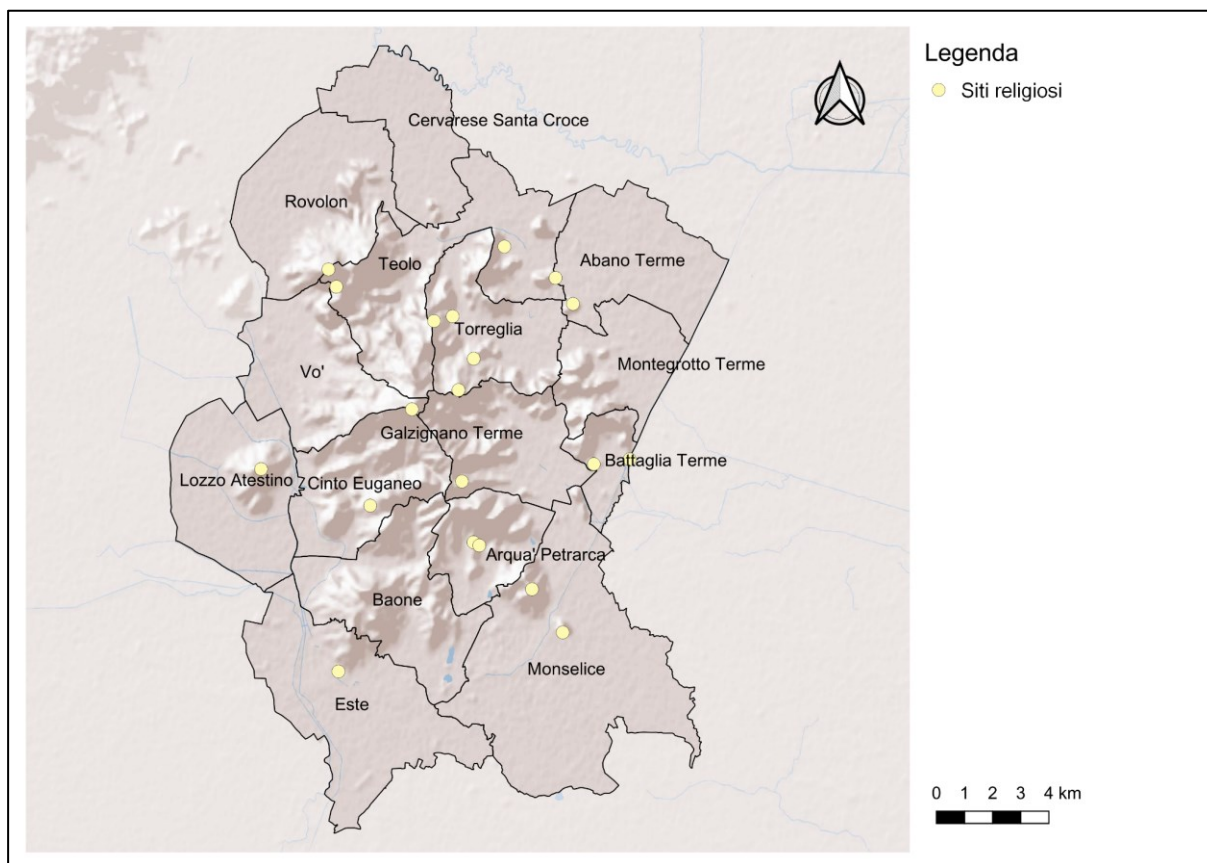 Legenda
Siti religiosi
Cervarese Santa Croce
Rovolon
Teolo
Abano Terme
Torreglia
Montegrotto Terme
Vo'
Galzignano Terme
Battaglia Terme
Lozzo Atestino
Cinto Euganeo
Arqua' Petrarca
Baone
Monselice
Este
0 1 2 3 4 km